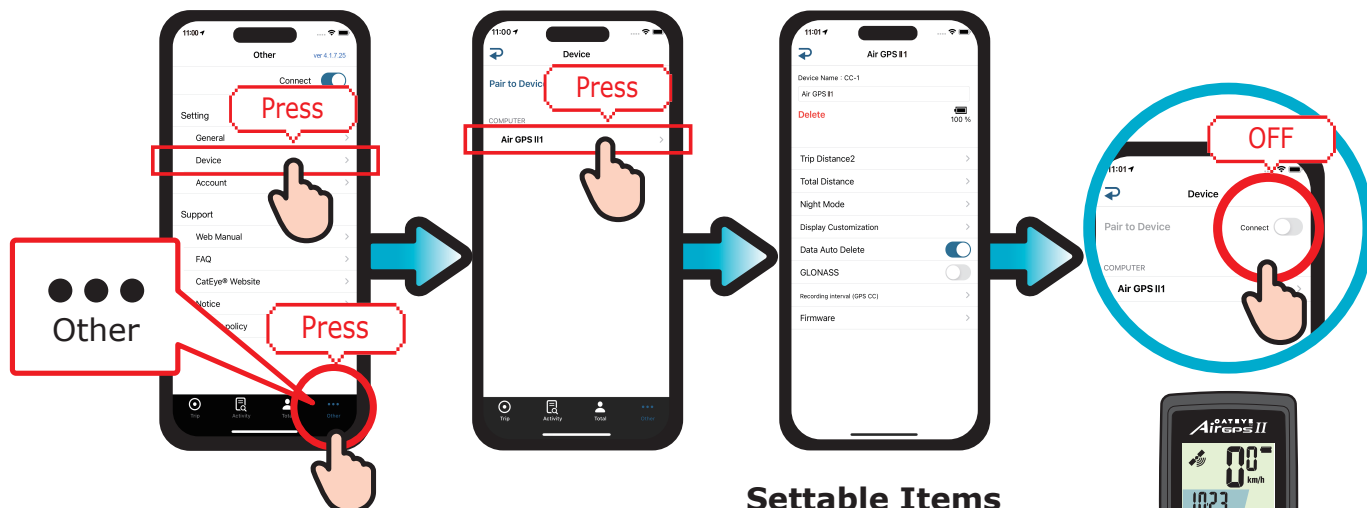 11:00
Other
ver 4.1.7.25
Connect
Press
Setting
General
Device
Account
Support
Web Manual
FAQ
CatEye® Website
Notice
policy
Press
•••
Other
Trip
Activity
Total
Other
11:00
Device
Pair to Device
Press
COMPUTER
Air GPS II1
Trip
Activity
Total
Other
11:01
Air GPS II1
Device Name : CC-1
Air GPS II1
Delete
100 %
Trip Distance2
Total Distance
Night Mode
Display Customization
Data Auto Delete
GLONASS
Recording interval (GPS CC)
Firmware
OFF
11:01
Device
Pair to Device
Connect
COMPUTER
Air GPS II1
Settable Items
CATEYE
AirGPS II
00
km/h
10:23